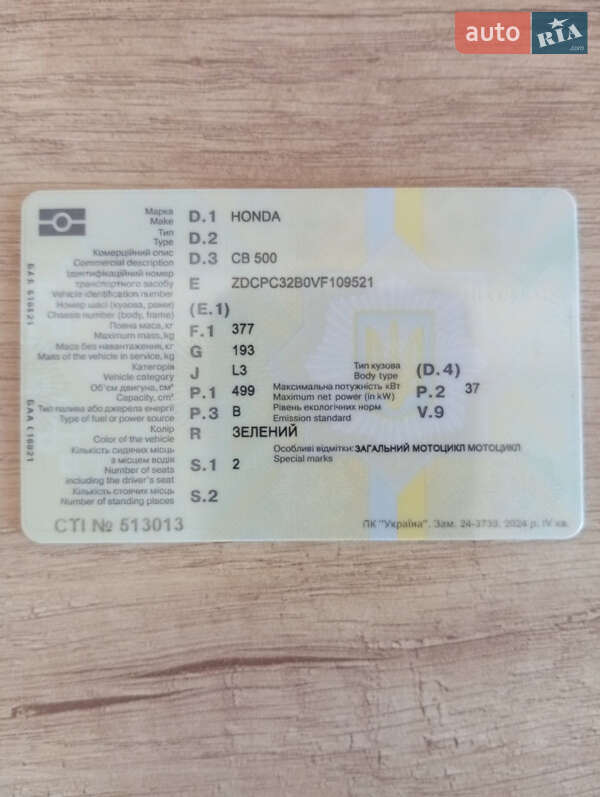 auto RIA .com
Марка
Make
D.1 HONDA
Тип
Type
D.2
Комерційний опис
Commercial description
D.3 CB 500
Ідентифікаційний номер
транспортного засобу
Vehicle identification number
E ZDCPC32B0VF109521
Номер шасі (кузова, рами)
Chassis number (body, frame)
(E.1)
Повна маса, кг
Maximum mass, kg
F.1 377
Маса без навантаження, кг
Mass of the vehicle in service, kg
G 193
Категорія
Vehicle category
J L3
Тип кузова
Body type
(D.4)
Об'єм двигуна, см³
Capacity, cm³
P.1 499
Максимальна потужність кВт
Maximum net power (in kW)
P.2 37
Тип палива або джерела енергії
Type of fuel or power source
P.3 B
Рівень екологічних норм
Emission standard
V.9
Колір
Color of the vehicle
R ЗЕЛЕНИЙ
Кількість сидячих місць
з місцем водія
Number of seats
including the driver's seat
S.1 2
Особливі відмітки: ЗАГАЛЬНИЙ МОТОЦИКЛ МОТОЦИКЛ
Special marks
Кількість стоячих місць
Number of standing places
S.2
СТІ № 513013
ПК "Україна". Зам. 24-3739. 2024 р. IV кв.